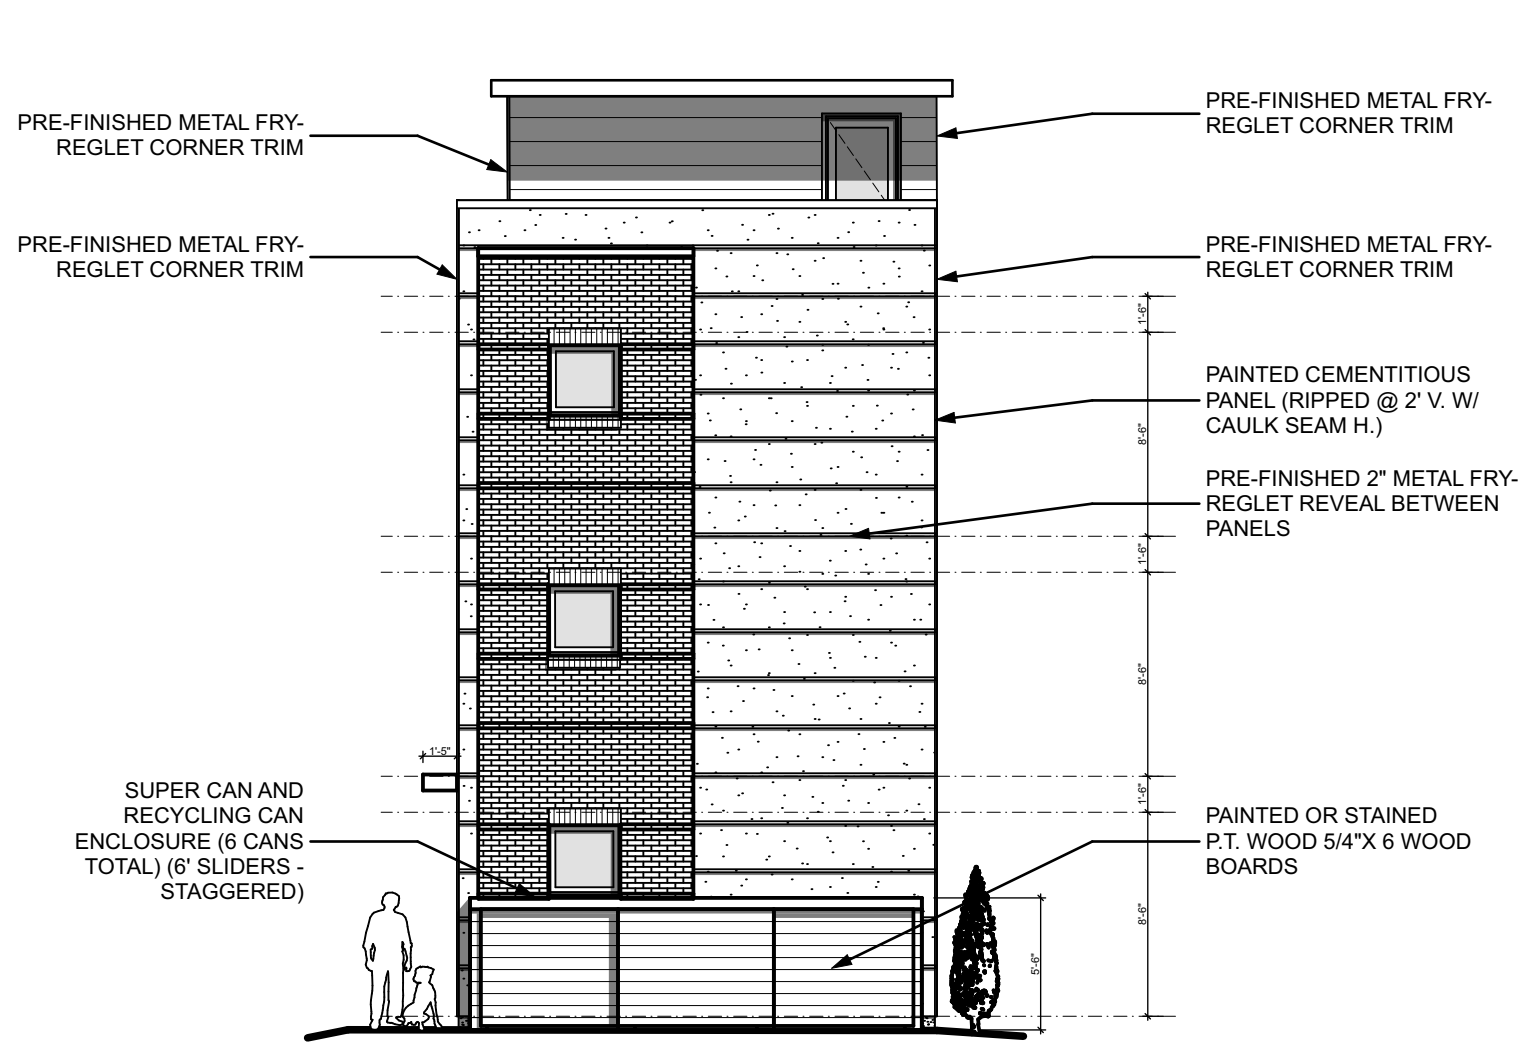 PRE-FINISHED METAL FRY-
REGLET CORNER TRIM
PRE-FINISHED METAL FRY-
REGLET CORNER TRIM
PRE-FINISHED METAL FRY-
REGLET CORNER TRIM
PRE-FINISHED METAL FRY-
REGLET CORNER TRIM
1'-6"
PAINTED CEMENTITIOUS
PANEL (RIPPED @ 2' V. W/
CAULK SEAM H.)
8'-6"
PRE-FINISHED 2" METAL FRY-
REGLET REVEAL BETWEEN
PANELS
1'-6"
8'-6"
1'-5"
1'-6"
SUPER CAN AND
RECYCLING CAN
ENCLOSURE (6 CANS
TOTAL) (6' SLIDERS -
STAGGERED)
PAINTED OR STAINED
P.T. WOOD 5/4"X 6 WOOD
BOARDS
8'-6"
5'-6"